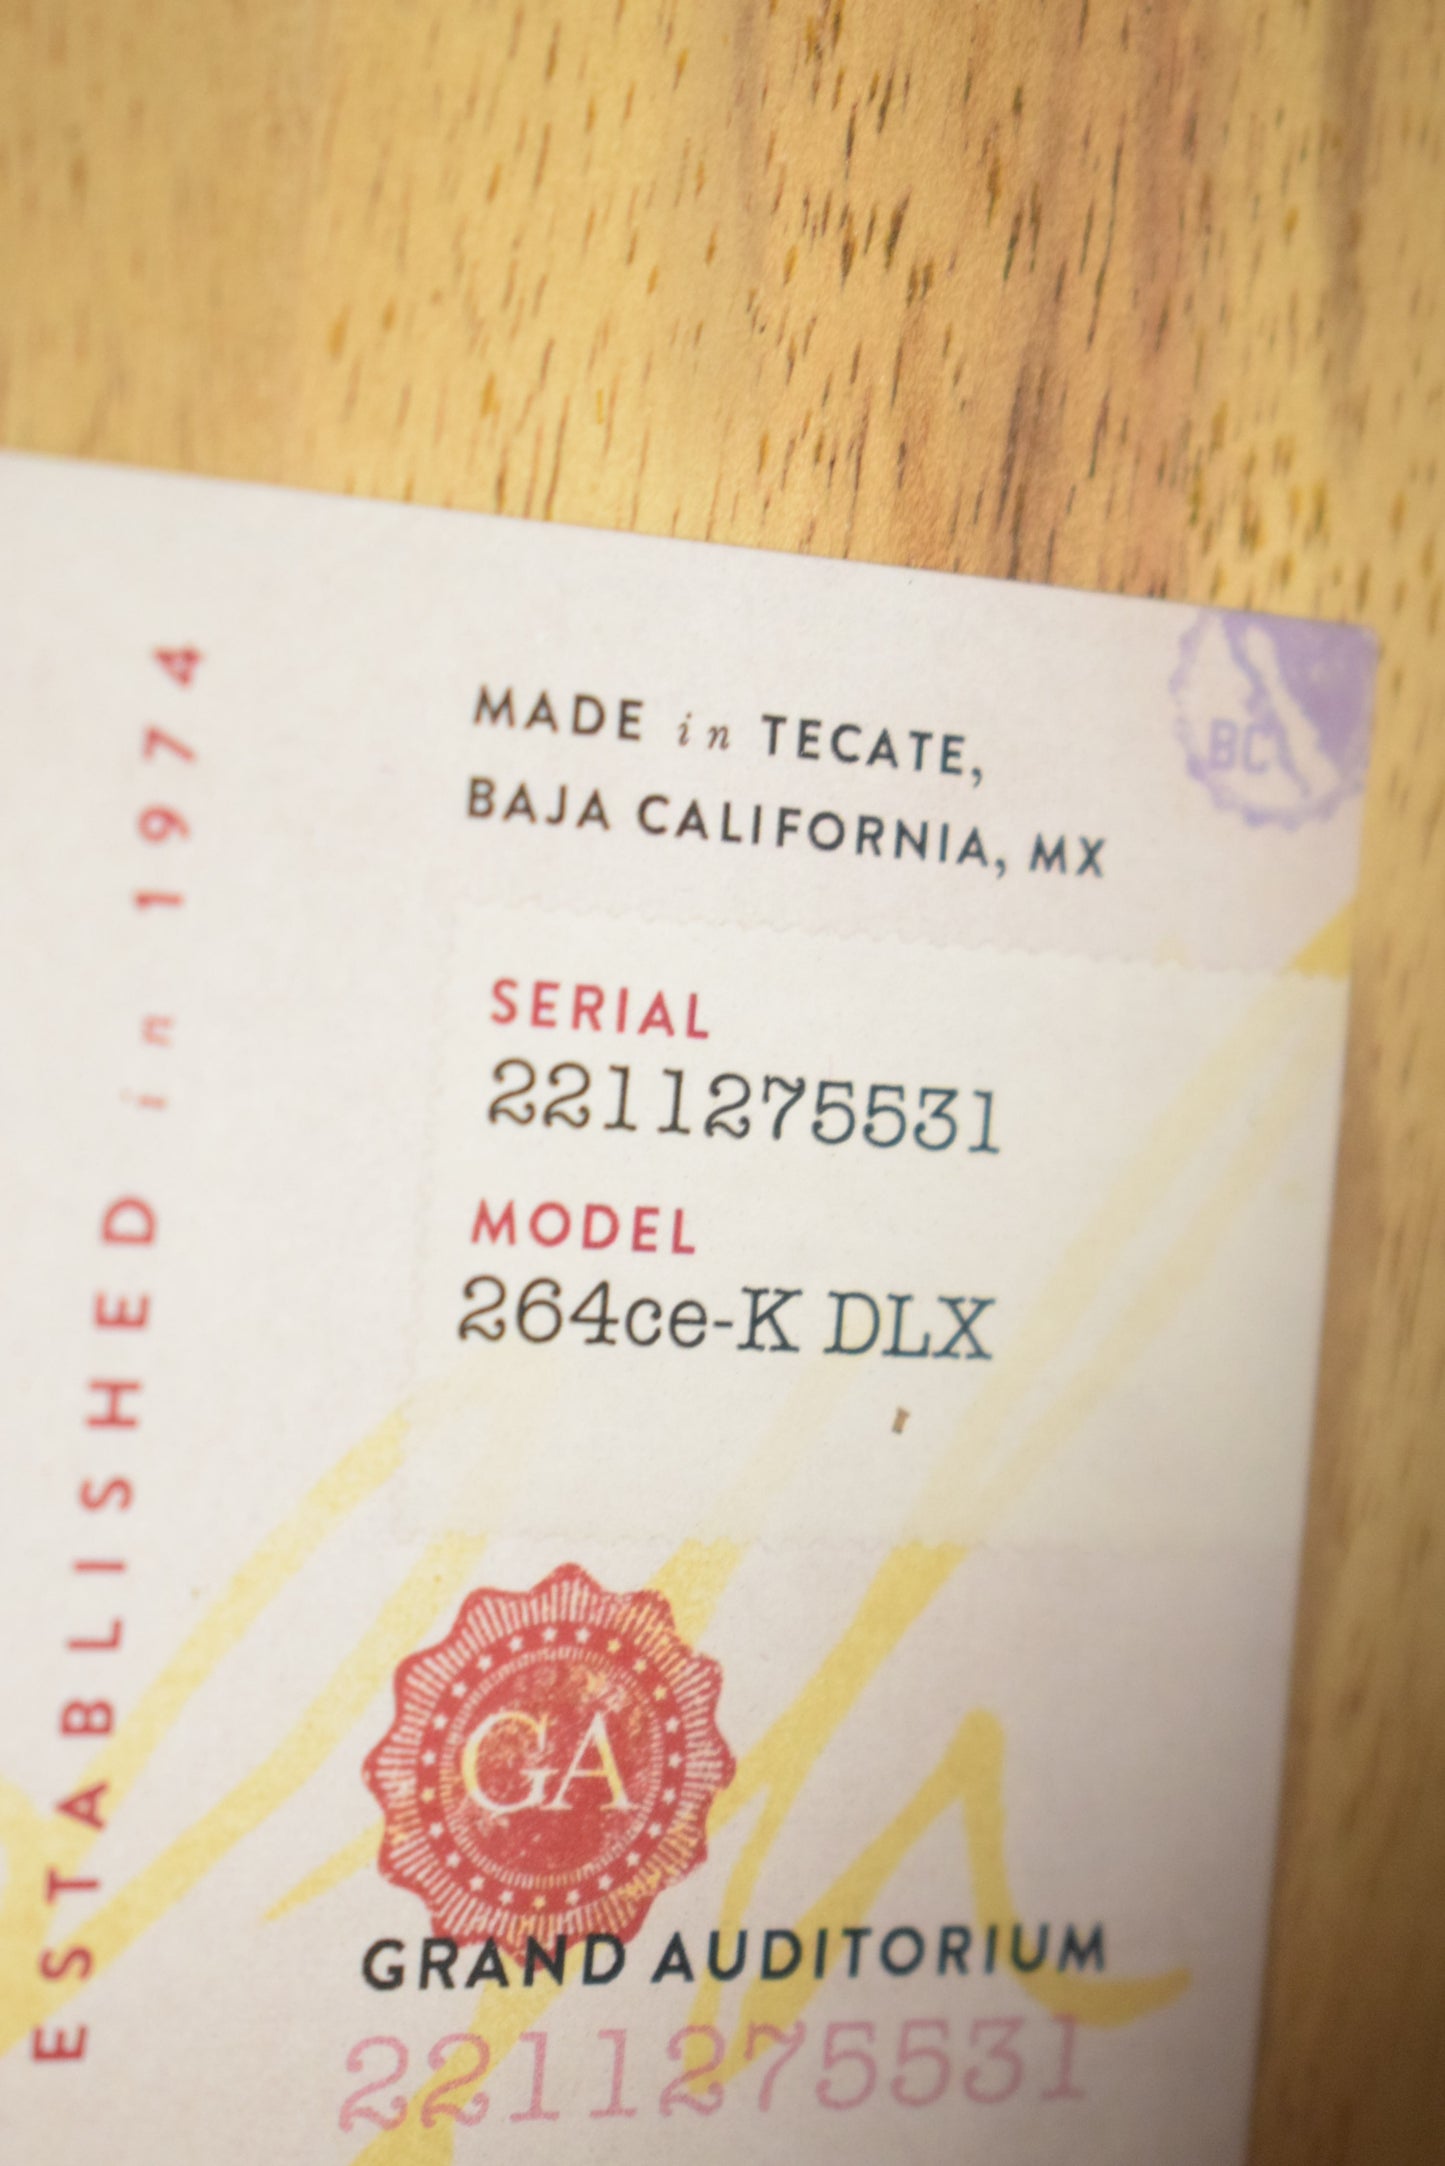 ESTABLISHED in 1974
MADE in TECATE,
BAJA CALIFORNIA, MX
BC
SERIAL
2211275531
MODEL
264ce-K DLX
GA
GRAND AUDITORIUM
2211275531